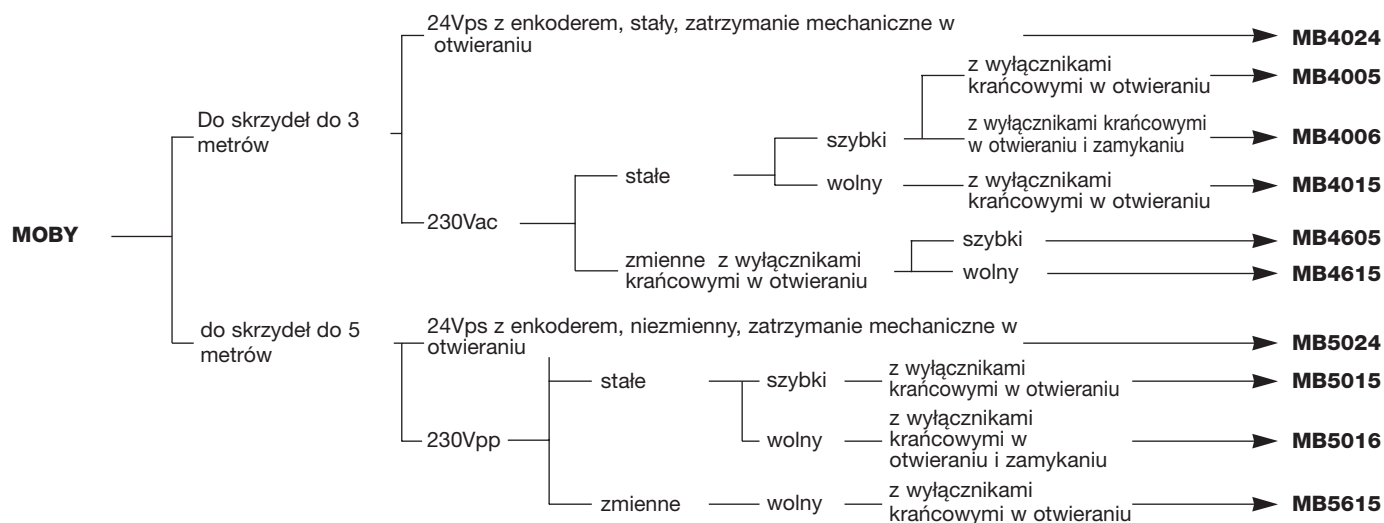 24Vps z enkoderem, stały, zatrzymanie mechaniczne w
otwieraniu
MB4024
z wyłącznikami
krańcowymi w otwieraniu
MB4005
Do skrzydeł do 3
metrów
szybki
z wyłącznikami krańcowymi
w otwieraniu i zamykaniu
MB4006
stałe
wolny
z wyłącznikami
krańcowymi w otwieraniu
MB4015
230Vac
MOBY
szybki
MB4605
zmienne z wyłącznikami
krańcowymi w otwieraniu
wolny
MB4615
do skrzydeł do 5
metrów
24Vps z enkoderem, niezmienny, zatrzymanie mechaniczne w
otwieraniu
MB5024
stałe
szybki
z wyłącznikami
krańcowymi w otwieraniu
MB5015
230Vpp
wolny
z wyłącznikami
krańcowymi w
otwieraniu i zamykaniu
MB5016
zmienne
wolny
z wyłącznikami
krańcowymi w otwieraniu
MB5615